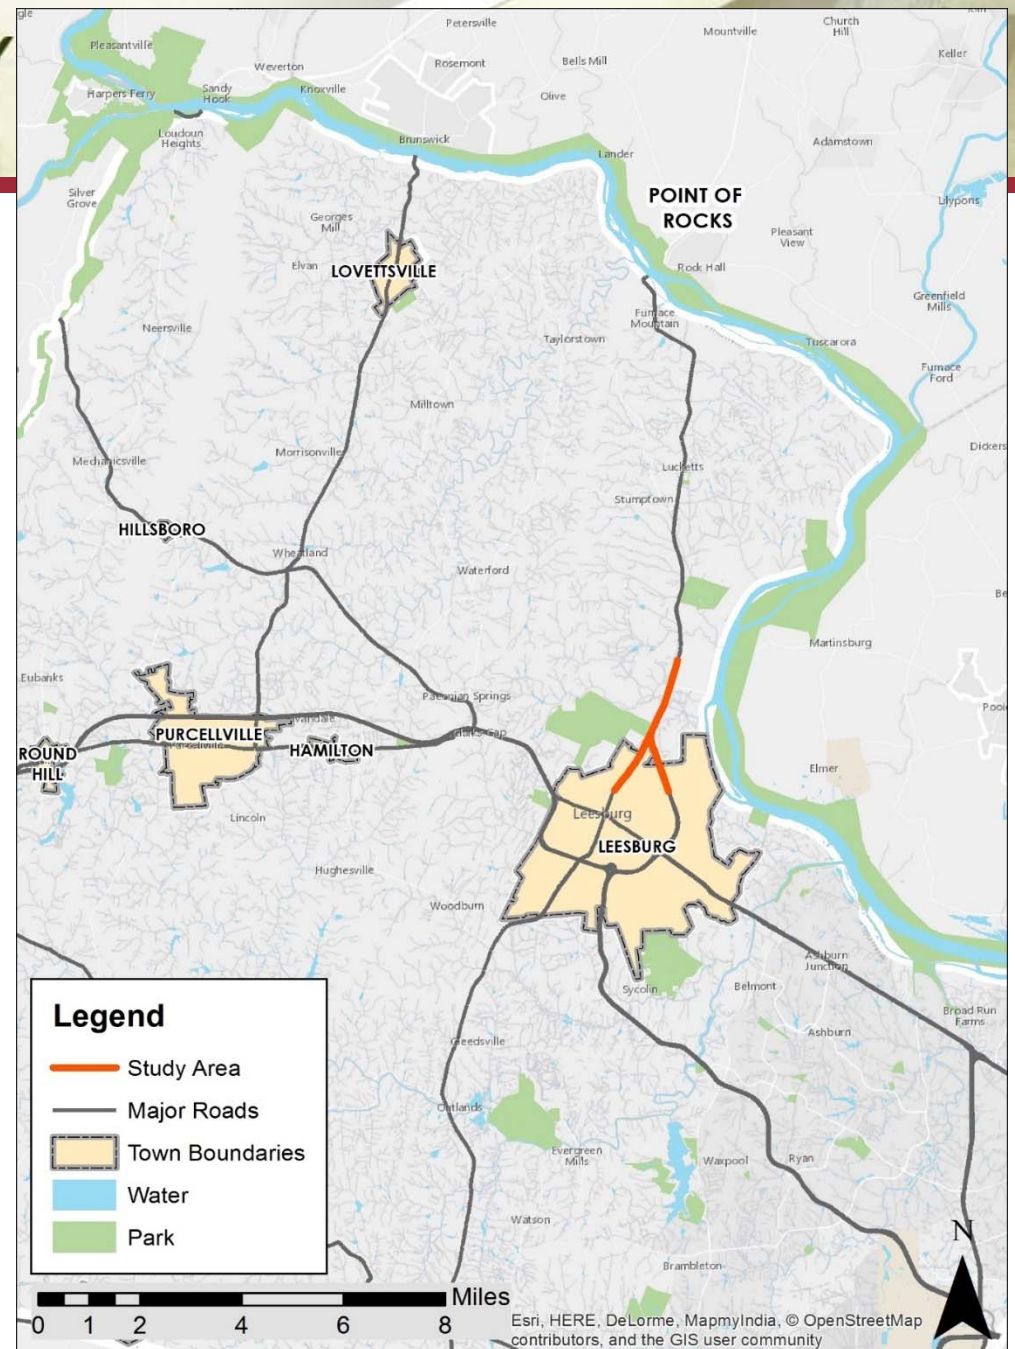 Petersville
Church
Hill
Mountville
Pleasantville
Keller
Rosemont
Bells Mill
Weverton
Harpers Ferry
Sandy
Hook
Knoxville
Olive
Loudoun
Heights
Brunswick
Adamstown
Lander
Silver
Grove
POINT OF
ROCKS
Lilypons
Georges
Mill
Pleasant
View
Elvan
LOVETTSVILLE
Rock Hall
Greenfield
Mills
Neersville
Furnace
Mountain
Taylorstown
Tuscarora
Furnace
Ford
Milltown
Dickers
Mechanicsville
Morrisonville
Lucketts
Stumptown
HILLSBORO
Wheatland
Waterford
Be
Martinsburg
Eubanks
Paeonian Springs
Pool
PURCELLVILLE
HAMILTON
ROUND
HILL
Elmer
Lincoln
Leesburg
LEESBURG
Hughesville
Woodburn
Ashburn
Junction
Sycolin
Belmont
Broad Run
Farms
Ashburn
Legend
Geedsville
Study Area
Major Roads
Oatlands
Town Boundaries
Evergreen
Mills
Waxpool
Ryan
Water
Watson
Park
Brambleton
N
Miles
0 1 2 4 6 8
Esri, HERE, DeLorme, MapmyIndia, © OpenStreetMap
contributors, and the GIS user community